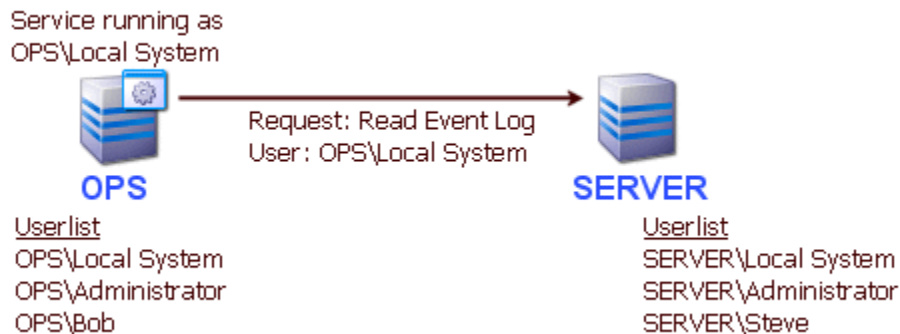 Service running as
OPS\Local System
Request: Read Event Log
User: OPS\Local System
OPS
SERVER
Userlist
OPS\Local System
OPS\Administrator
OPS\Bob
Userlist
SERVER\Local System
SERVER\Administrator
SERVER\Steve